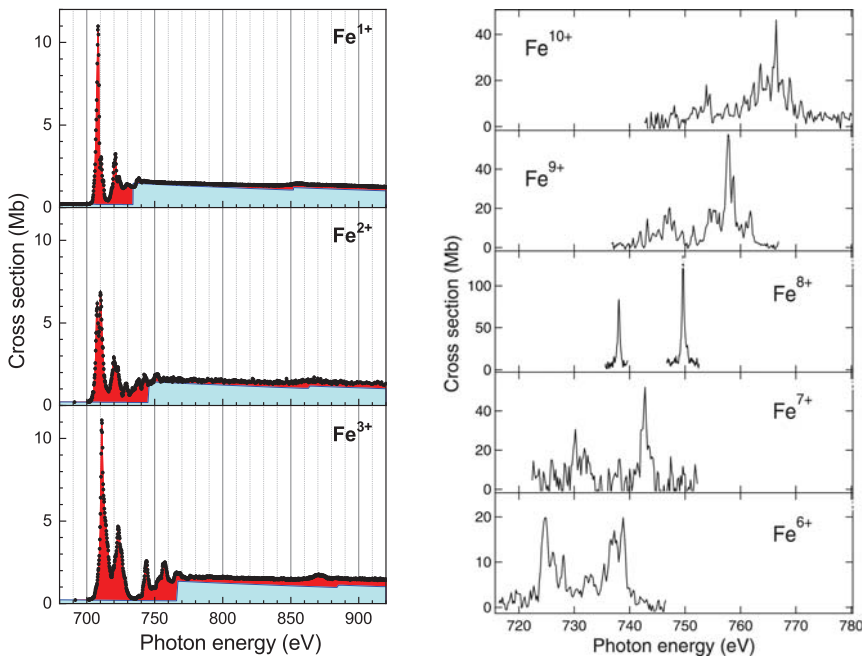 Cross section (Mb)
10
5
0
Fe1+
10
5
0
Fe2+
10
5
0
Fe3+
700 750 800 850 900
Photon energy (eV)
Cross section (Mb)
40
20
0
Fe10+
40
20
0
Fe9+
100
50
0
Fe8+
40
20
0
Fe7+
20
10
0
Fe6+
720 730 740 750 760 770 780
Photon energy (eV)